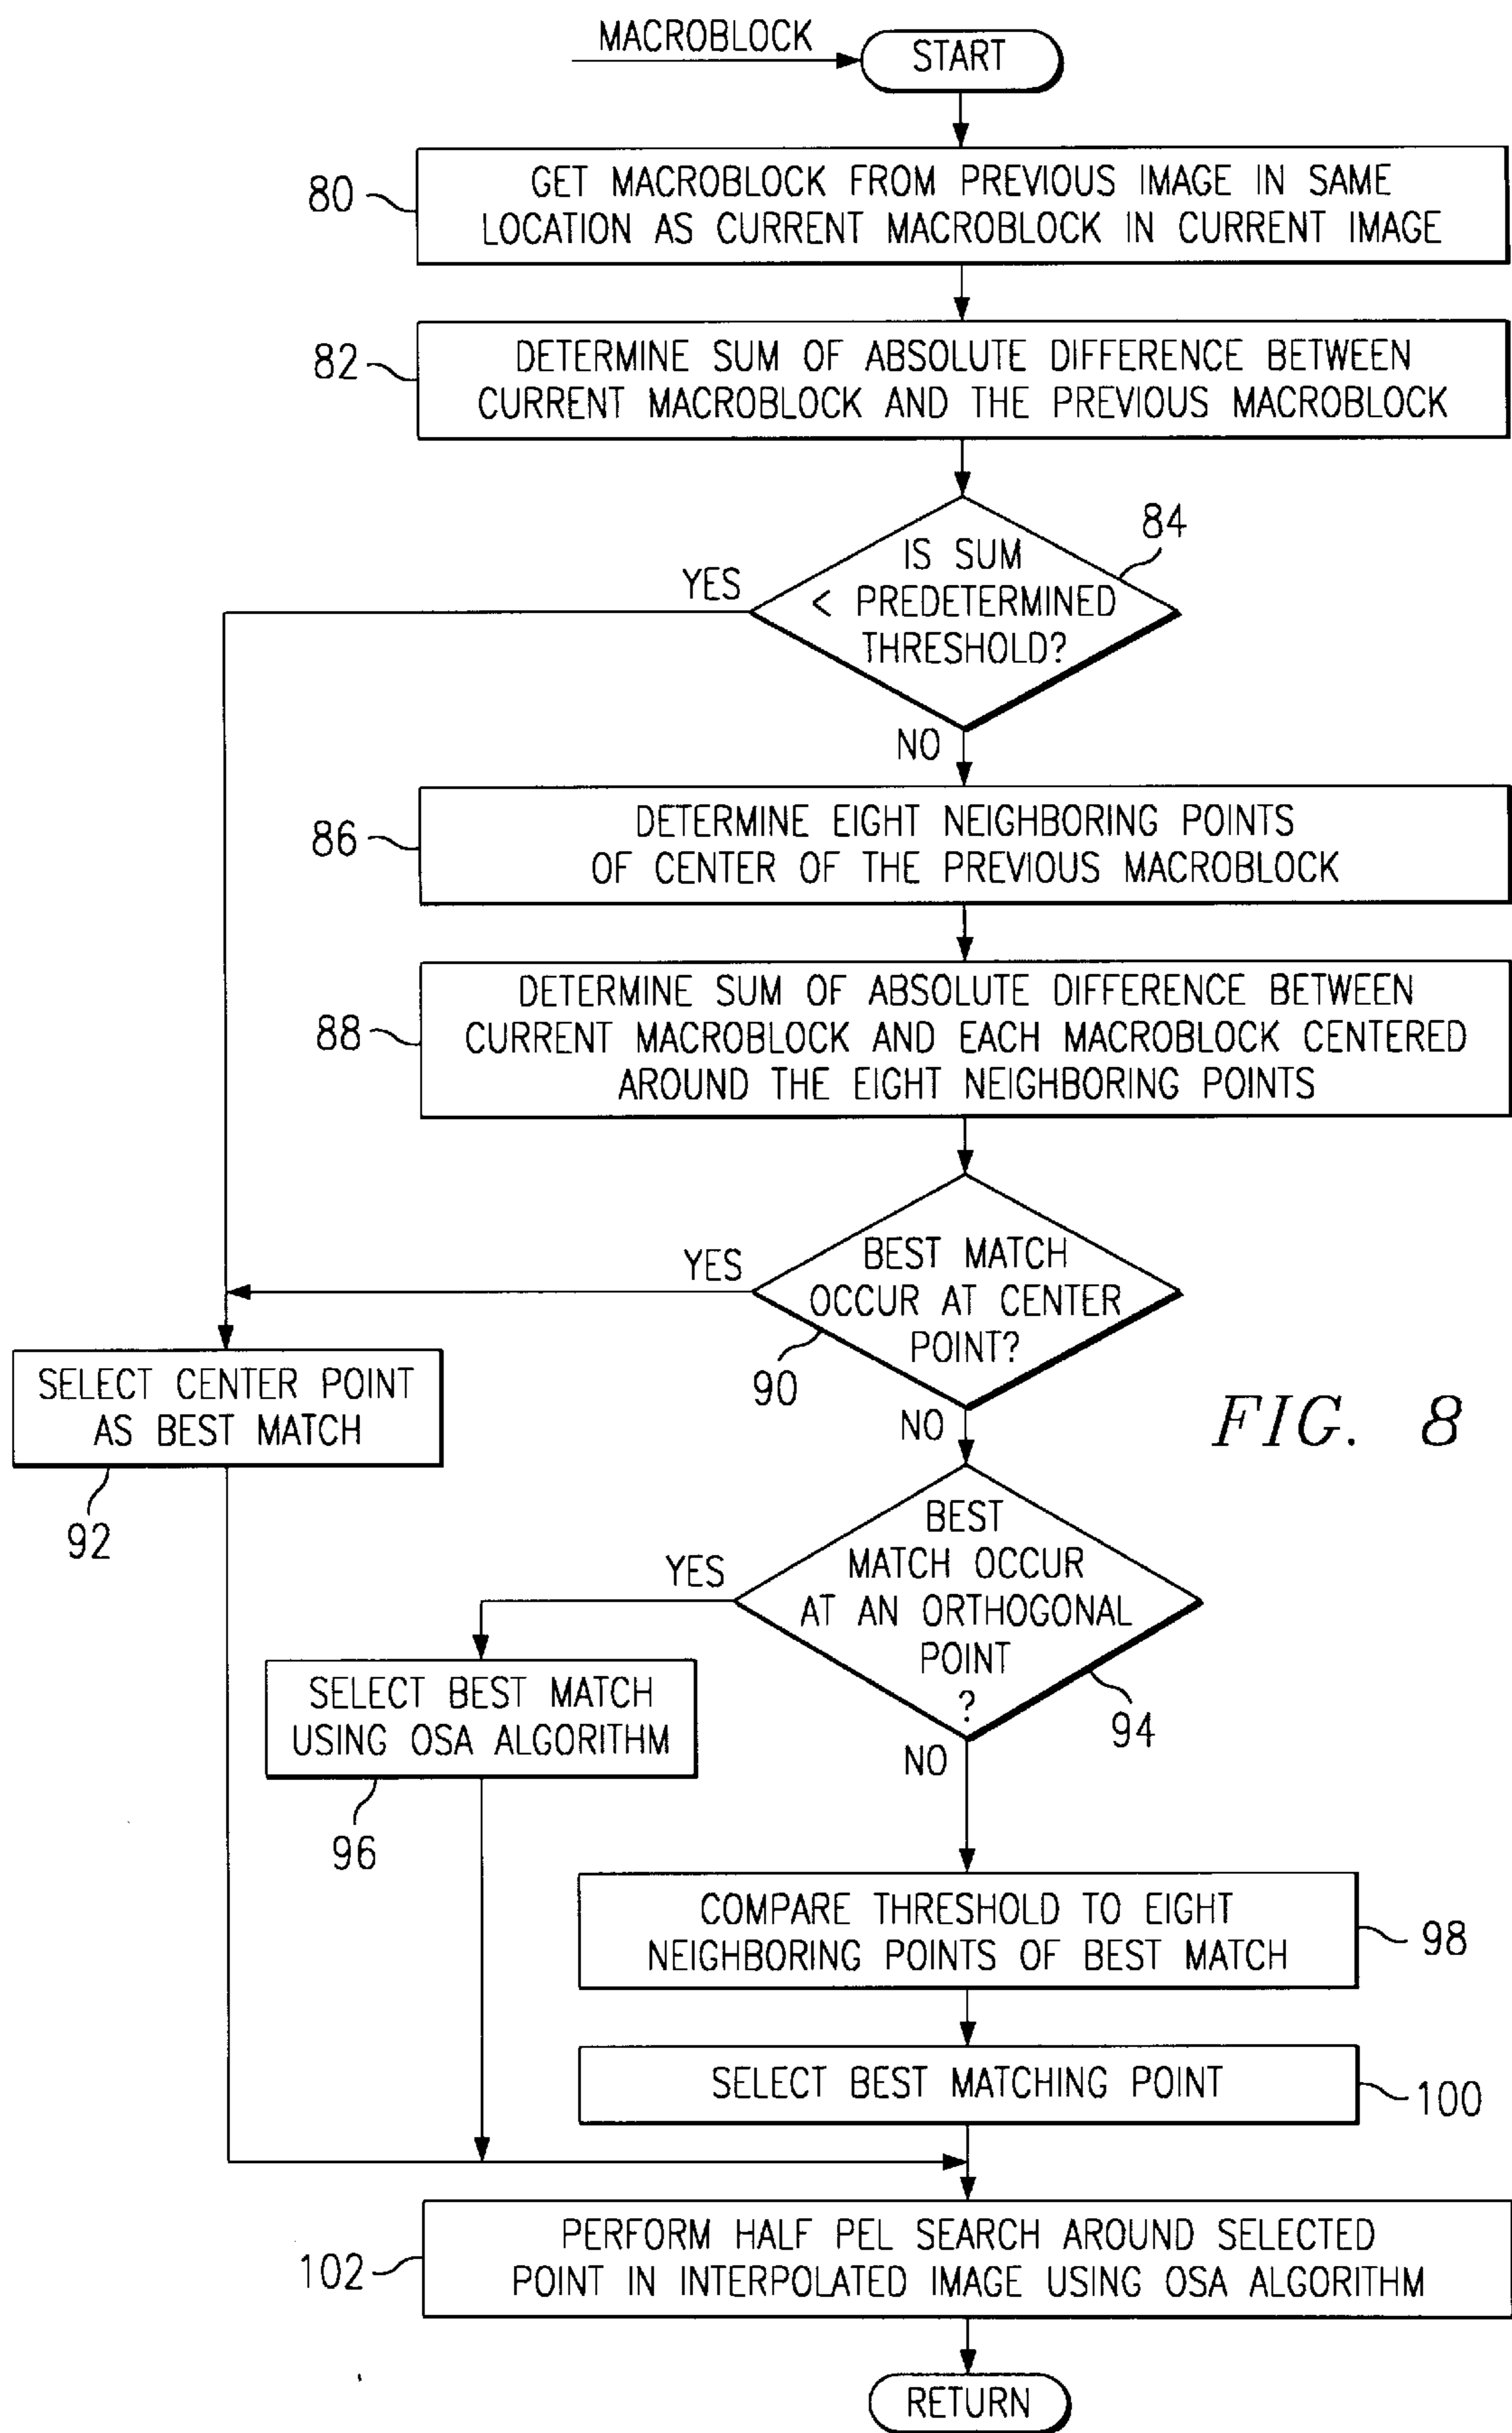 MACROBLOCK
START
80
GET MACROBLOCK FROM PREVIOUS IMAGE IN SAME
LOCATION AS CURRENT MACROBLOCK IN CURRENT IMAGE
82
DETERMINE SUM OF ABSOLUTE DIFFERENCE BETWEEN
CURRENT MACROBLOCK AND THE PREVIOUS MACROBLOCK
84
YES
IS SUM
< PREDETERMINED
THRESHOLD?
NO
86
DETERMINE EIGHT NEIGHBORING POINTS
OF CENTER OF THE PREVIOUS MACROBLOCK
88
DETERMINE SUM OF ABSOLUTE DIFFERENCE BETWEEN
CURRENT MACROBLOCK AND EACH MACROBLOCK CENTERED
AROUND THE EIGHT NEIGHBORING POINTS
YES
BEST MATCH
OCCUR AT CENTER
POINT?
90
NO
SELECT CENTER POINT
AS BEST MATCH
92
FIG. 8
YES
BEST
MATCH OCCUR
AT AN ORTHOGONAL
POINT
?
94
NO
SELECT BEST MATCH
USING OSA ALGORITHM
96
COMPARE THRESHOLD TO EIGHT
NEIGHBORING POINTS OF BEST MATCH
98
SELECT BEST MATCHING POINT
100
102
PERFORM HALF PEL SEARCH AROUND SELECTED
POINT IN INTERPOLATED IMAGE USING OSA ALGORITHM
RETURN